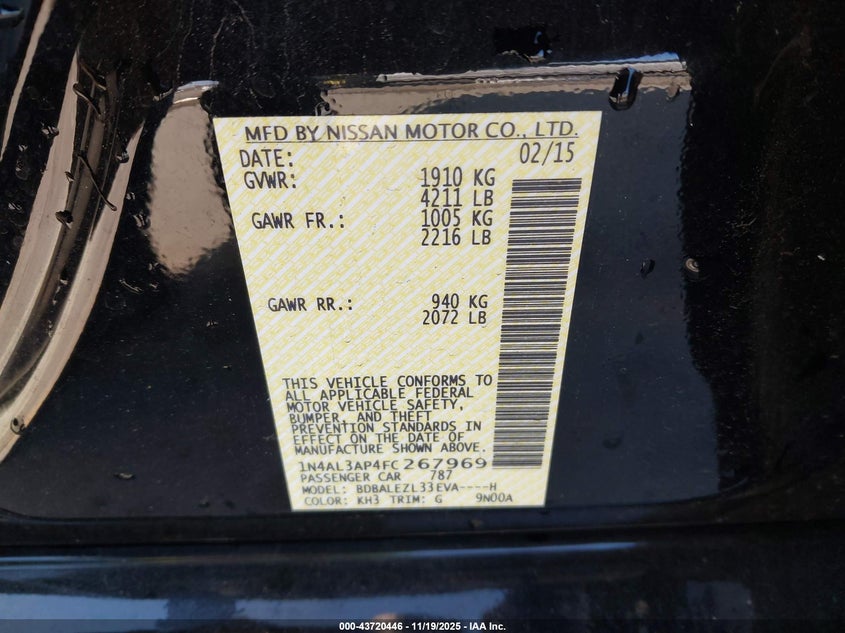 MFD BY NISSAN MOTOR CO., LTD.
DATE: 02/15
GVWR: 1910 KG
4211 LB
GAWR FR.: 1005 KG
2216 LB
GAWR RR.: 940 KG
2072 LB
THIS VEHICLE CONFORMS TO
ALL APPLICABLE FEDERAL
MOTOR VEHICLE SAFETY,
BUMPER, AND THEFT
PREVENTION STANDARDS IN
EFFECT ON THE DATE OF
MANUFACTURE SHOWN ABOVE.
1N4AL3AP4FC267969
PASSENGER CAR 787
MODEL: BDBALEZL33EVA----H
COLOR: KH3 TRIM: G 9N00A
000-43720446 - 11/19/2025 - IAA Inc.